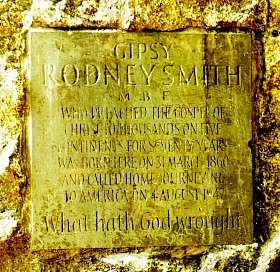 GIPSY
RODNEY SMITH
M B E
WHO PREACHED THE GOSPEL OF
CHRIST TO THOUSANDS ON FIVE
CONTINENTS FOR SEVENTY YEARS
WAS BORN HERE ON 31 MARCH 1860
AND CALLED HOME JOURNEYING
TO AMERICA ON 4 AUGUST 1947
What hath God wrought